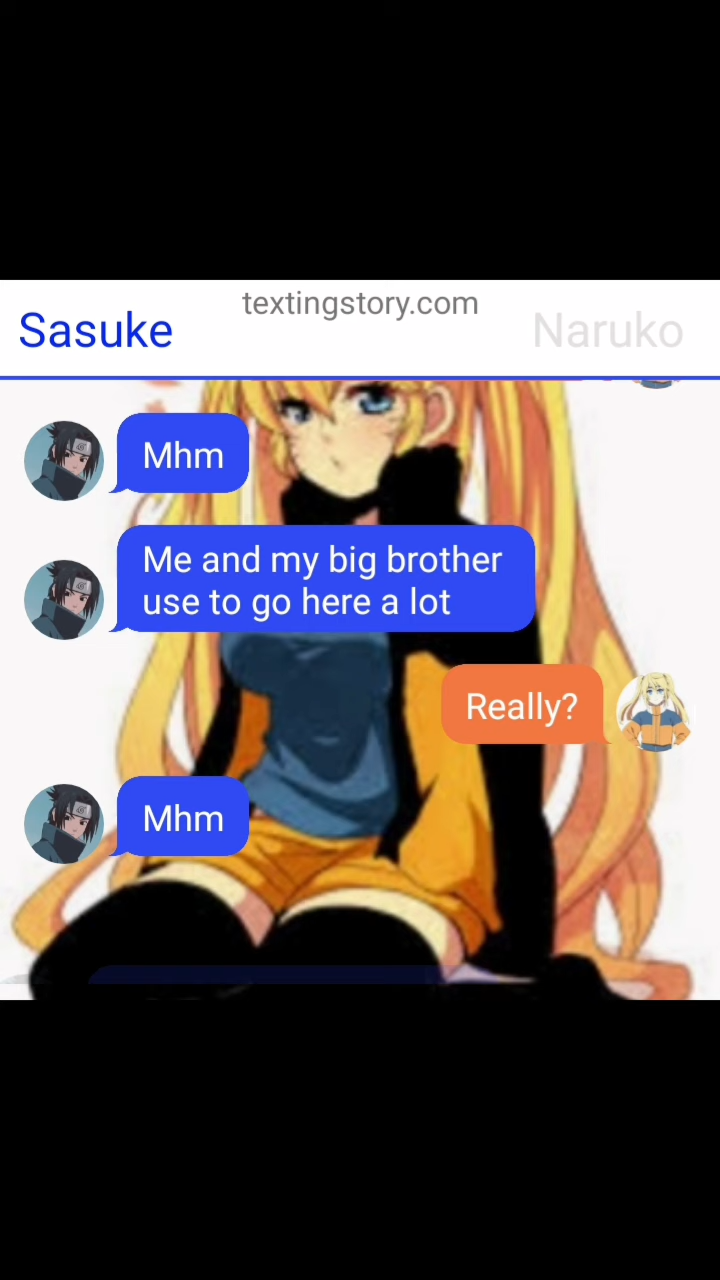 textingstory.com
Sasuke
Naruko
Mhm
Me and my big brother
use to go here a lot
Really?
Mhm